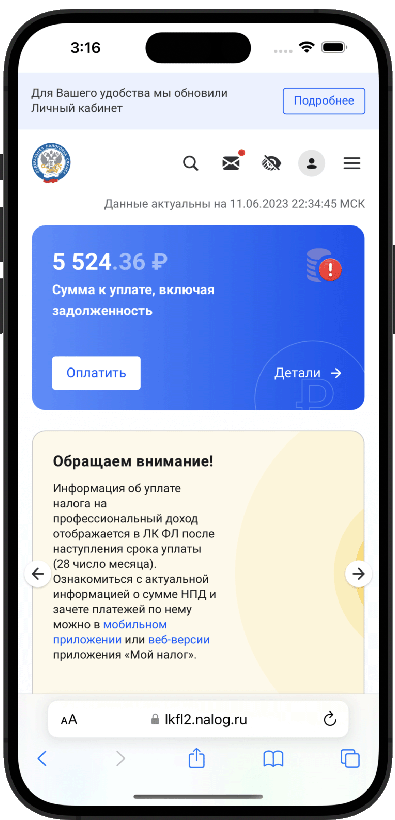 3:16
Для Вашего удобства мы обновили
Личный кабинет
Подробнее
Данные актуальны на 11.06.2023 22:34:45 МСК
5 524.36 ₽
Сумма к уплате, включая
задолженность
Оплатить
Детали →
Обращаем внимание!
Информация об уплате
налога на
профессиональный доход
отображается в ЛК ФЛ после
наступления срока уплаты
(28 число месяца).
Ознакомиться с актуальной
информацией о сумме НПД и
зачете платежей по нему
можно в мобильном
приложении или веб-версии
приложения «Мой налог».
AA
lkfl2.nalog.ru